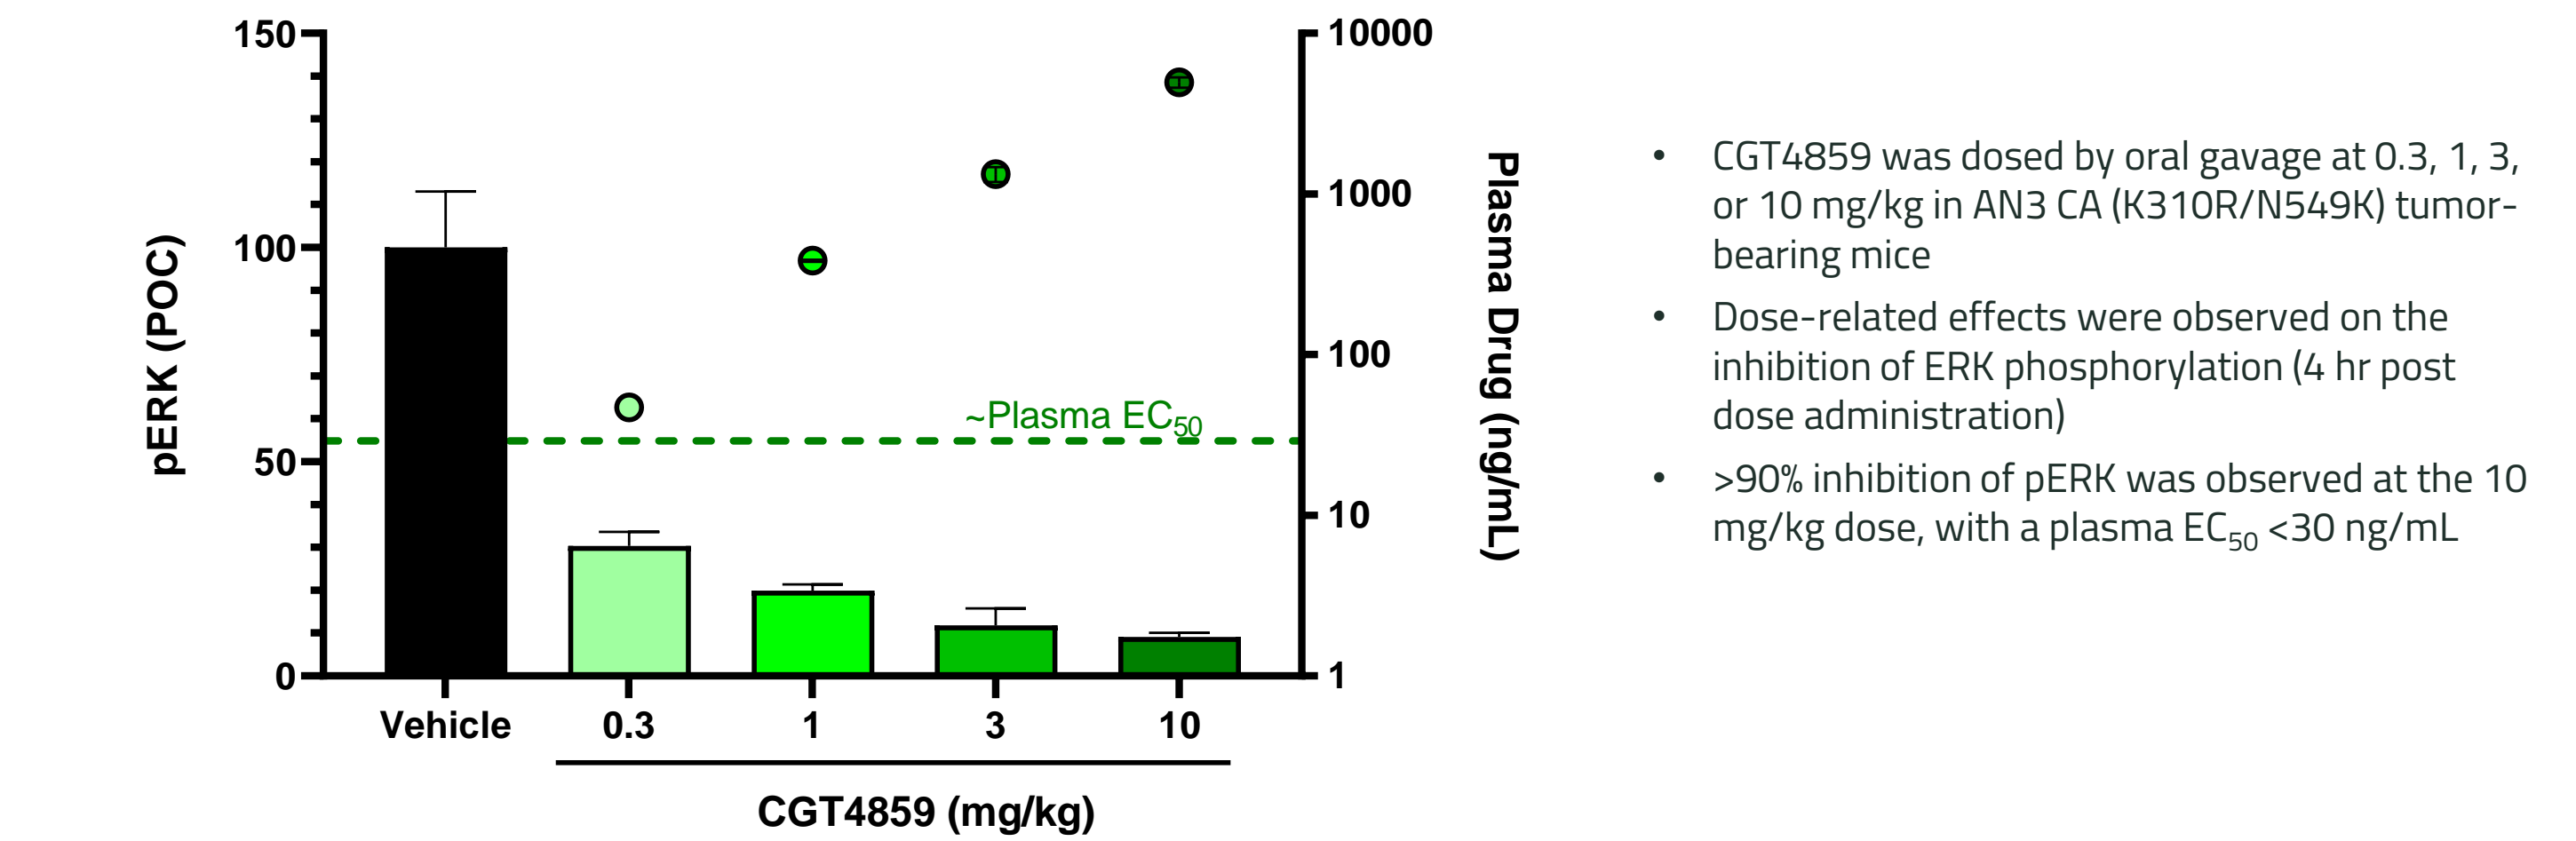 150
100
50
0
pERK (POC)
10000
1000
100
10
1
Plasma Drug (ng/mL)
~Plasma EC50
Vehicle 0.3 1 3 10
CGT4859 (mg/kg)
• CGT4859 was dosed by oral gavage at 0.3, 1, 3,
or 10 mg/kg in AN3 CA (K310R/N549K) tumor-
bearing mice
• Dose-related effects were observed on the
inhibition of ERK phosphorylation (4 hr post
dose administration)
• >90% inhibition of pERK was observed at the 10
mg/kg dose, with a plasma EC50 <30 ng/mL